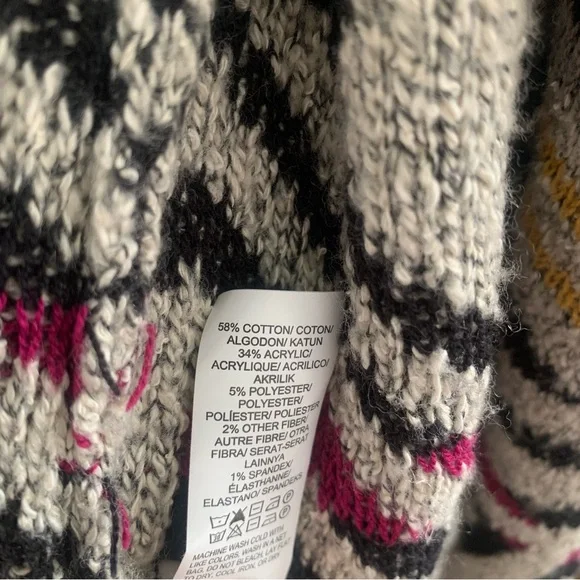 58% COTTON/ COTON/
ALGODON/ KATUN
34% ACRYLIC/
ACRYLIQUE/ ACRILICO/
AKRILIK
5% POLYESTER/
POLYESTER/
POLÍESTER/ POLIESTER
2% OTHER FIBER/
AUTRE FIBRE/ OTRA
FIBRA/ SERAT-SERAT
LAINNYA
1% SPANDEX/
ÉLASTHANNE/
ELASTANO/ SPANDEKS
MACHINE WASH COLD WITH
LIKE COLORS. WASH IN A NET
BAG, DO NOT BLEACH, LAY FLAT
TO DRY, COOL IRON, OR DRY